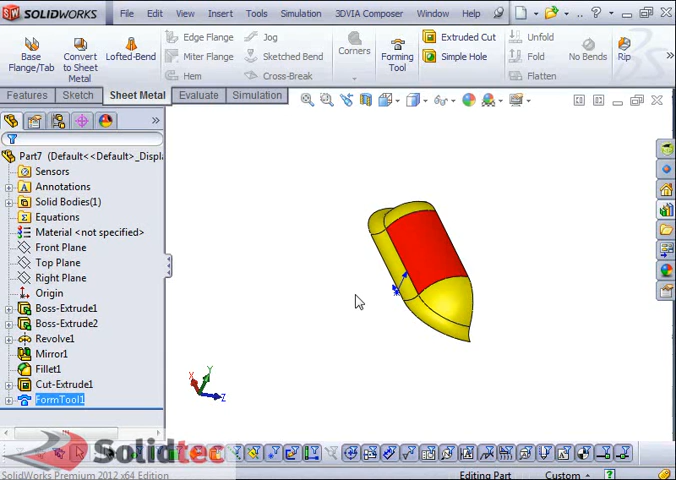 SOLIDWORKS File Edit View Insert Tools Simulation 3DVIA Composer Window Help
Base Flange/Tab
Convert to Sheet Metal
Lofted-Bend
Edge Flange
Miter Flange
Hem
Jog
Sketched Bend
Cross-Break
Corners
Forming Tool
Extruded Cut
Simple Hole
Unfold
Fold
Flatten
No Bends
Rip
Features Sketch Sheet Metal Evaluate Simulation
Part7 (Default<<Default>_Displa
Sensors
Annotations
Solid Bodies(1)
Equations
Material <not specified>
Front Plane
Top Plane
Right Plane
Origin
Boss-Extrude1
Boss-Extrude2
Revolve1
Mirror1
Fillet1
Cut-Extrude1
FormTool1
X Y Z
Solidtec
SolidWorks Premium 2012 x64 Edition Editing Part Custom